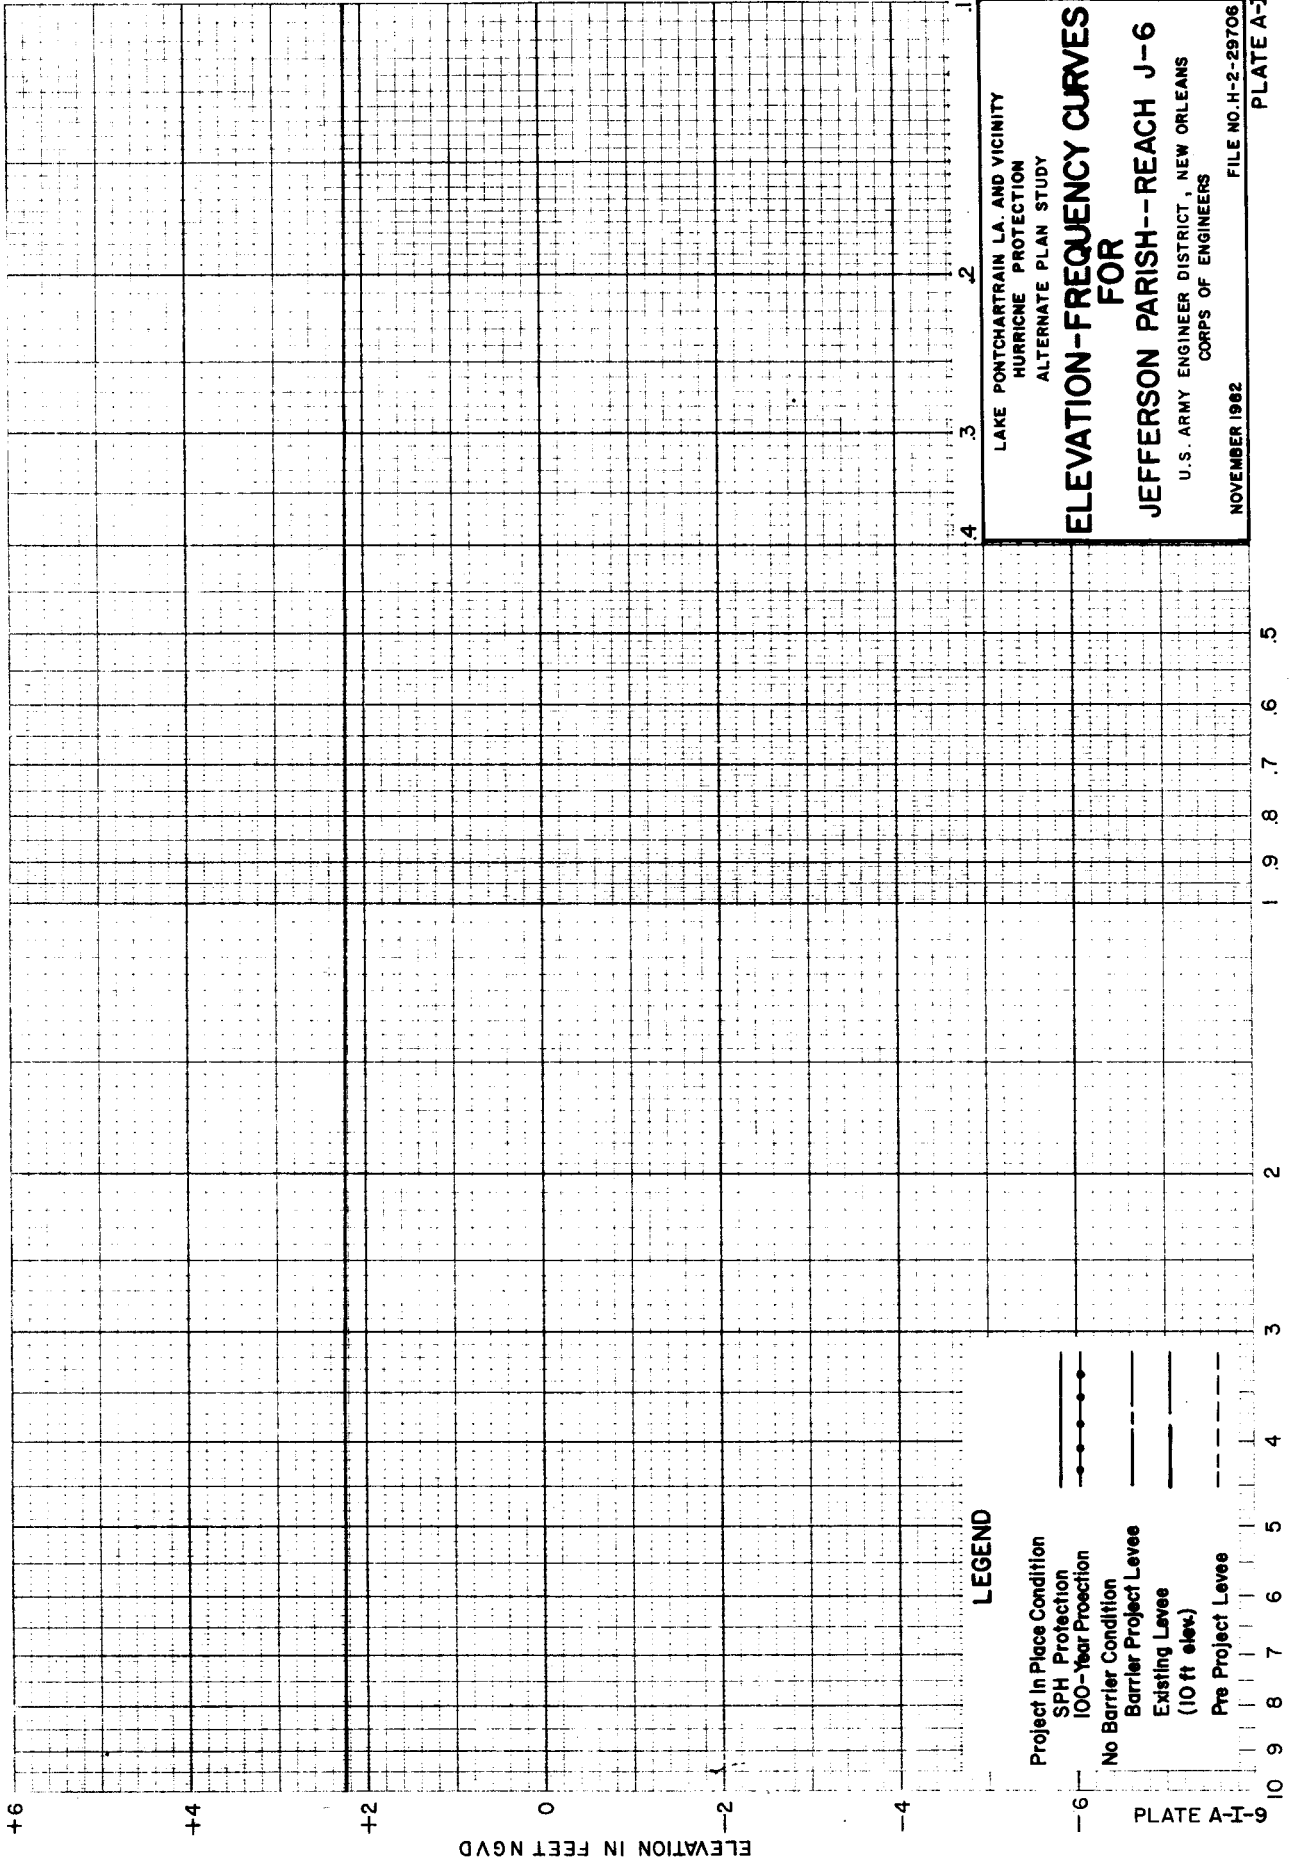 +6
+4
+2
0
-2
-4
-6
ELEVATION IN FEET NGVD
10
9
8
7
6
5
4
3
2
1
.9
.8
.7
.6
.5
.4
.3
.2
.1
LEGEND
Project in Place Condition
SPH Protection
100-Year Proection
No Barrier Condition
Barrier Project Levee
Existing Levee
(10 ft elev.)
Pre Project Levee
LAKE PONTCHARTRAIN LA. AND VICINITY
HURRICNE PROTECTION
ALTERNATE PLAN STUDY
ELEVATION-FREQUENCY CURVES
FOR
JEFFERSON PARISH--REACH J-6
U.S. ARMY ENGINEER DISTRICT, NEW ORLEANS
CORPS OF ENGINEERS
NOVEMBER 1982
FILE NO. H-2-29706
PLATE A-
PLATE A-I-9